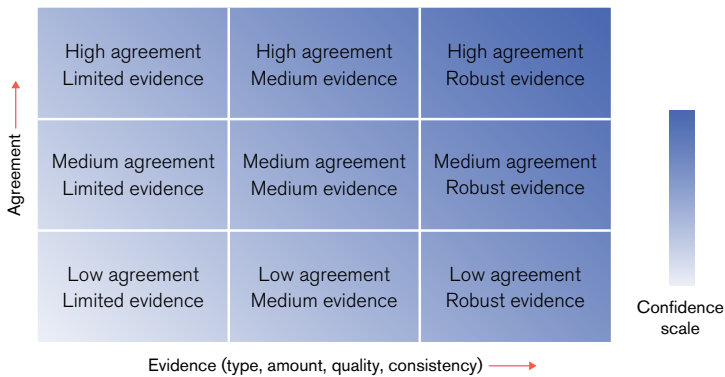 High agreement
Limited evidence
High agreement
Medium evidence
High agreement
Robust evidence
Agreement
Medium agreement
Limited evidence
Medium agreement
Medium evidence
Medium agreement
Robust evidence
Low agreement
Limited evidence
Low agreement
Medium evidence
Low agreement
Robust evidence
Confidence
scale
Evidence (type, amount, quality, consistency)